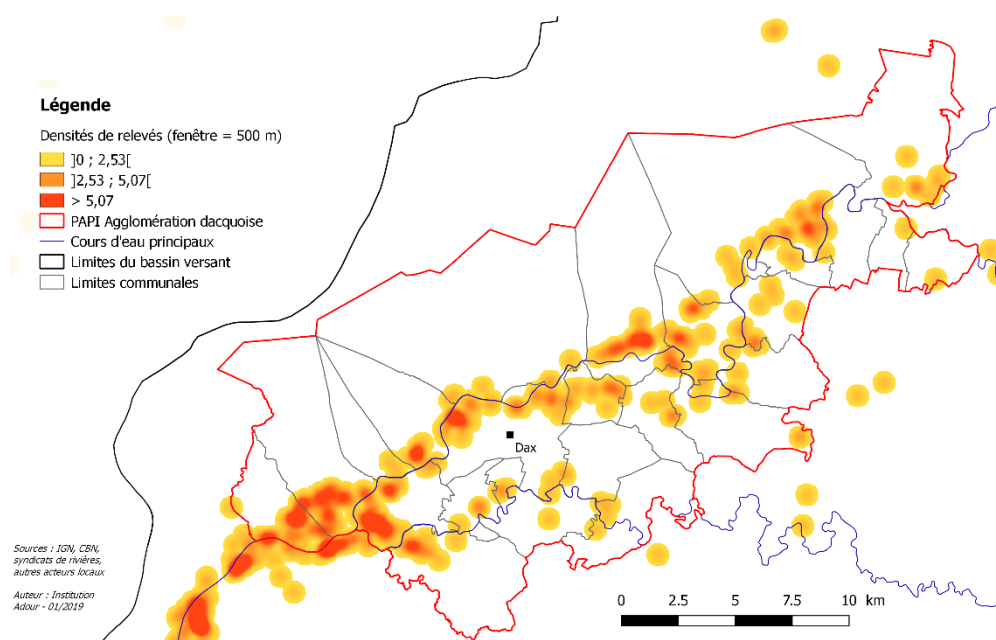 Légende
Densités de relevés (fenêtre = 500 m)
]0 ; 2,53[
]2,53 ; 5,07[
> 5,07
PAPI Agglomération dacquoise
Cours d'eau principaux
Limites du bassin versant
Limites communales
Dax
Sources : IGN, CBN,
syndicats de rivières,
autres acteurs locaux
Auteur : Institution
Adour - 01/2019
0 2.5 5 7.5 10 km